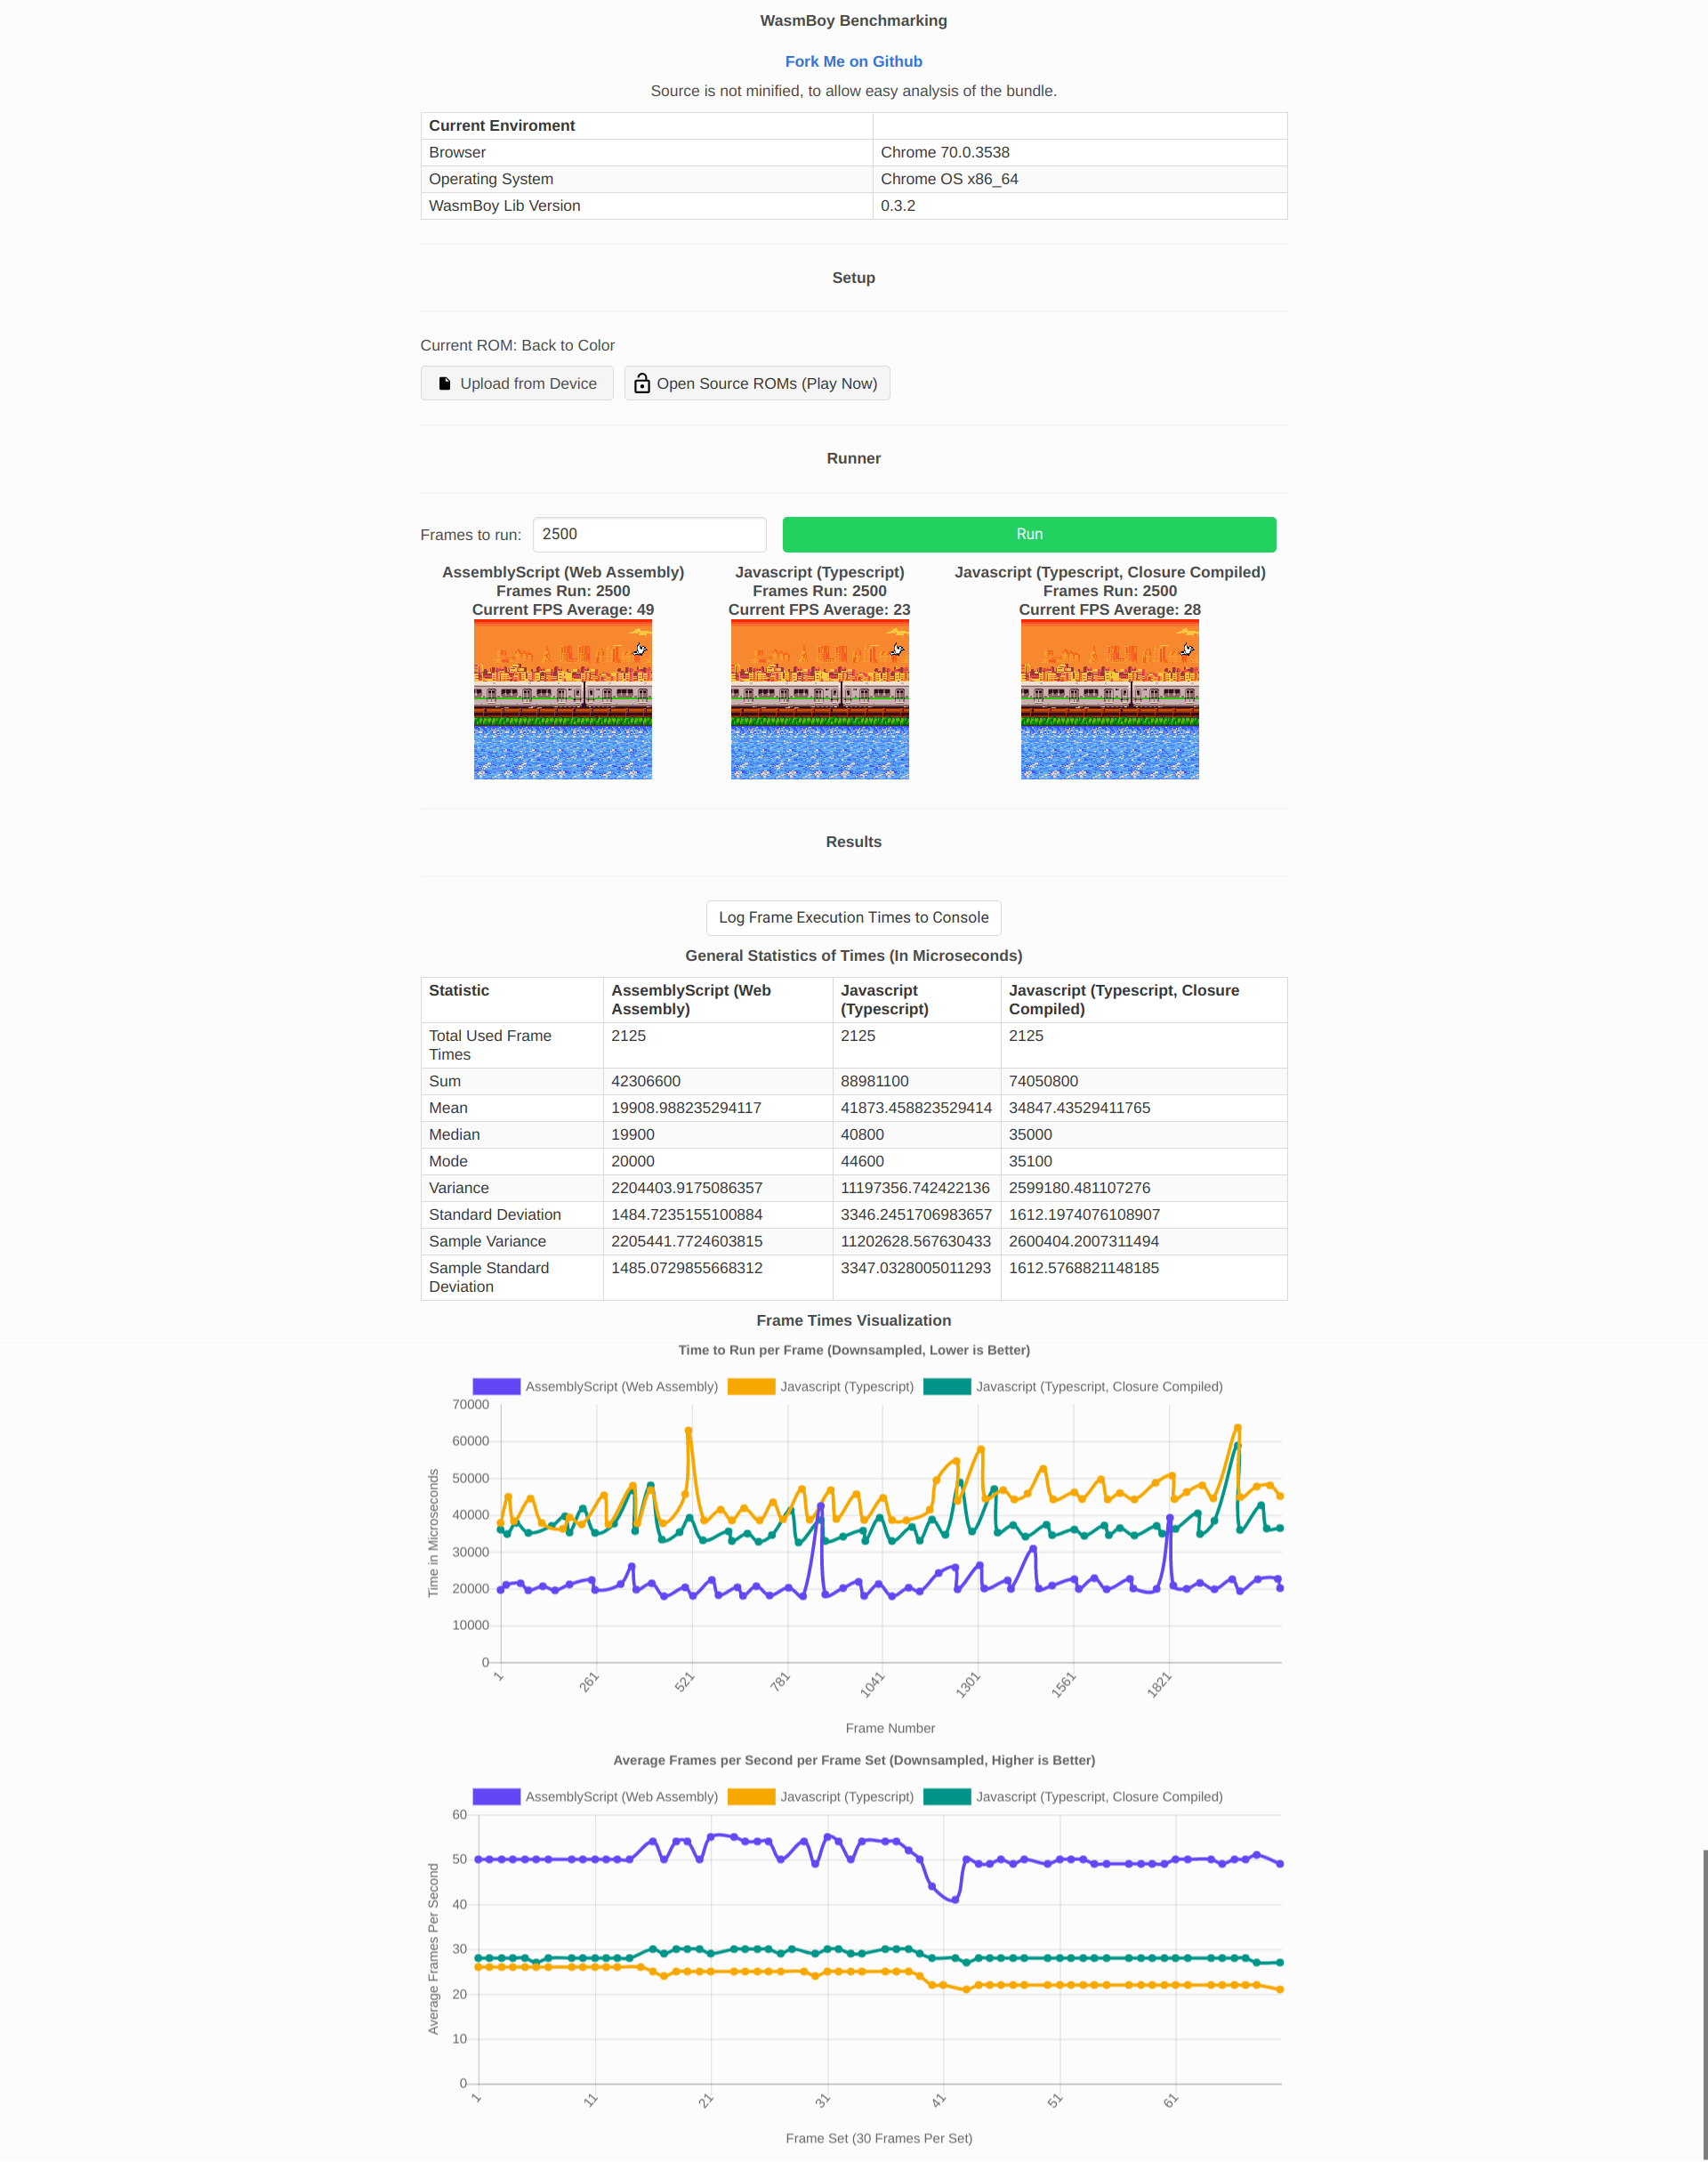 WasmBoy Benchmarking
Fork Me on Github
Source is not minified, to allow easy analysis of the bundle.
Current Enviroment
Browser Chrome 70.0.3538
Operating System Chrome OS x86_64
WasmBoy Lib Version 0.3.2
Setup
Current ROM: Back to Color
Upload from Device Open Source ROMs (Play Now)
Runner
Frames to run: 2500 Run
AssemblyScript (Web Assembly) Javascript (Typescript) Javascript (Typescript, Closure Compiled)
Frames Run: 2500 Frames Run: 2500 Frames Run: 2500
Current FPS Average: 49 Current FPS Average: 23 Current FPS Average: 28
Results
Log Frame Execution Times to Console
General Statistics of Times (In Microseconds)
Statistic AssemblyScript (Web Javascript Javascript (Typescript, Closure
Assembly) (Typescript) Compiled)
Total Used Frame 2125 2125 2125
Times
Sum 42306600 88981100 74050800
Mean 19908.988235294117 41873.458823529414 34847.43529411765
Median 19900 40800 35000
Mode 20000 44600 35100
Variance 2204403.9175086357 11197356.742422136 2599180.481107276
Standard Deviation 1484.7235155100884 3346.2451706983657 1612.1974076108907
Sample Variance 2205441.7724603815 11202628.567630433 2600404.2007311494
Sample Standard 1485.0729855668312 3347.0328005011293 1612.5768821148185
Deviation
Frame Times Visualization
Time to Run per Frame (Downsampled, Lower is Better)
AssemblyScript (Web Assembly) Javascript (Typescript) Javascript (Typescript, Closure Compiled)
70000
60000
50000
40000
30000
20000
10000
0
Time in Microseconds
1 261 521 781 1041 1301 1561 1821
Frame Number
Average Frames per Second per Frame Set (Downsampled, Higher is Better)
AssemblyScript (Web Assembly) Javascript (Typescript) Javascript (Typescript, Closure Compiled)
60
50
40
30
20
10
0
Average Frames Per Second
1 11 21 31 41 51 61
Frame Set (30 Frames Per Set)